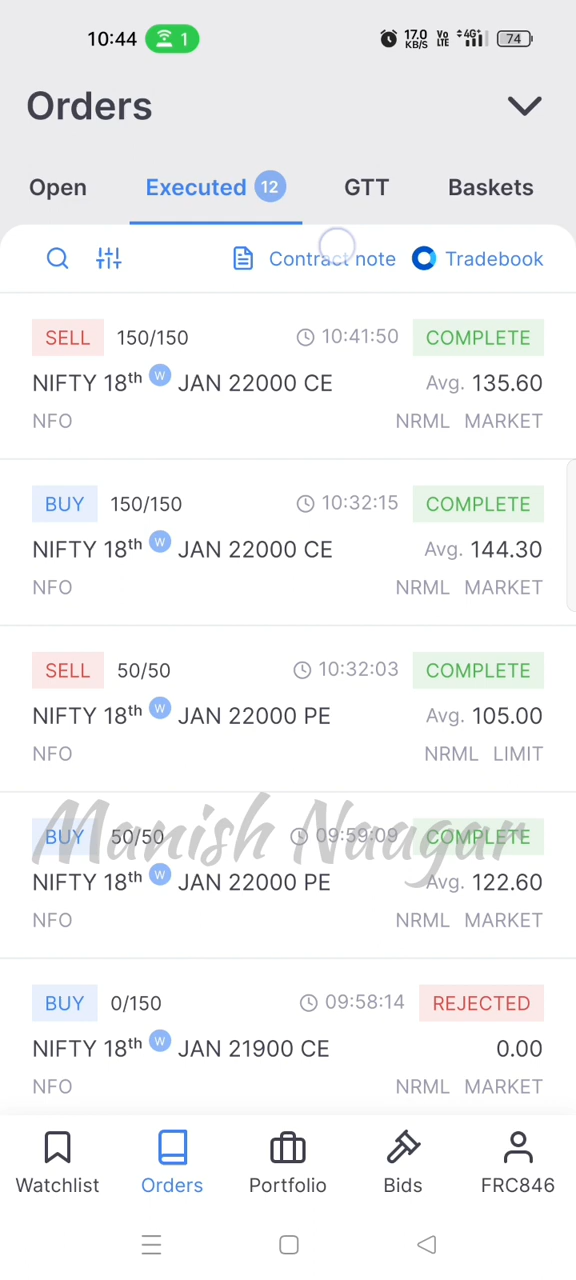 10:44 1 17.0 KB/S Vo LTE 4G+ 74
Orders
Open Executed 12 GTT Baskets
Contract note Tradebook
SELL 150/150 10:41:50 COMPLETE
NIFTY 18th W JAN 22000 CE Avg. 135.60
NFO NRML MARKET
BUY 150/150 10:32:15 COMPLETE
NIFTY 18th W JAN 22000 CE Avg. 144.30
NFO NRML MARKET
SELL 50/50 10:32:03 COMPLETE
NIFTY 18th W JAN 22000 PE Avg. 105.00
NFO NRML LIMIT
Manish Naagar
BUY 50/50 09:59:09 COMPLETE
NIFTY 18th W JAN 22000 PE Avg. 122.60
NFO NRML MARKET
BUY 0/150 09:58:14 REJECTED
NIFTY 18th W JAN 21900 CE 0.00
NFO NRML MARKET
Watchlist Orders Portfolio Bids FRC846